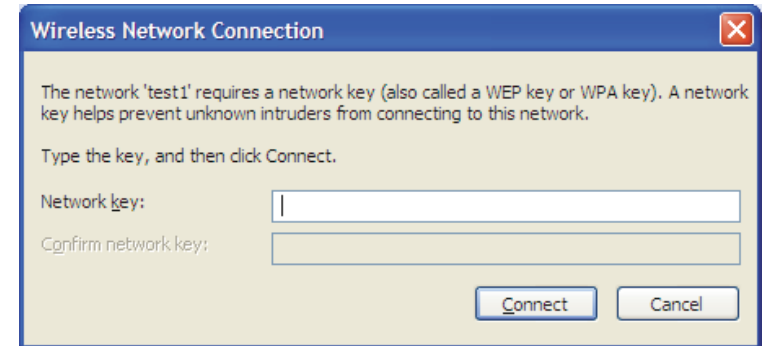 Wireless Network Connection
The network 'test1' requires a network key (also called a WEP key or WPA key). A network
key helps prevent unknown intruders from connecting to this network.
Type the key, and then click Connect.
Network key:
Confirm network key:
Connect Cancel